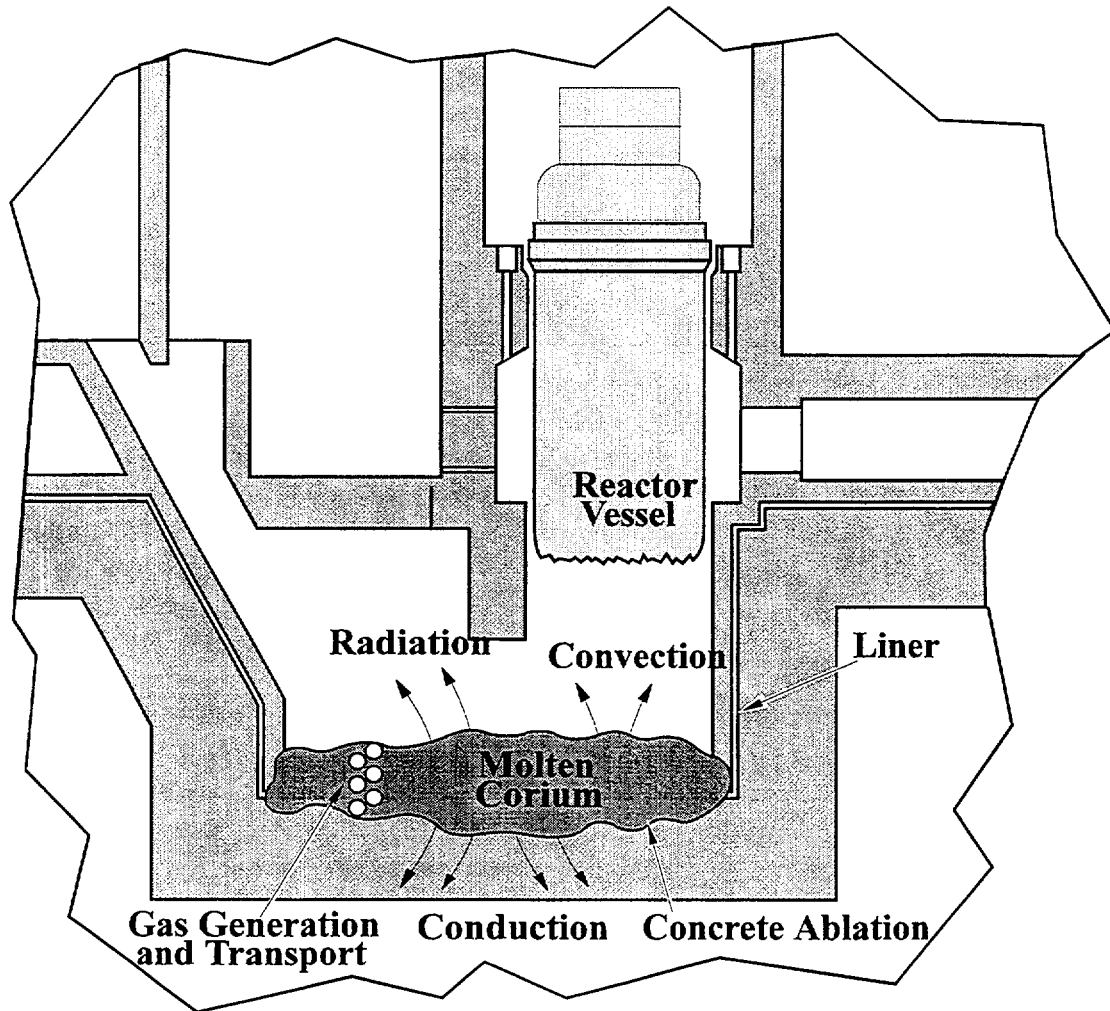 Reactor
Vessel
Radiation
Convection
Liner
Molten
Corium
Gas Generation
and Transport
Conduction
Concrete Ablation